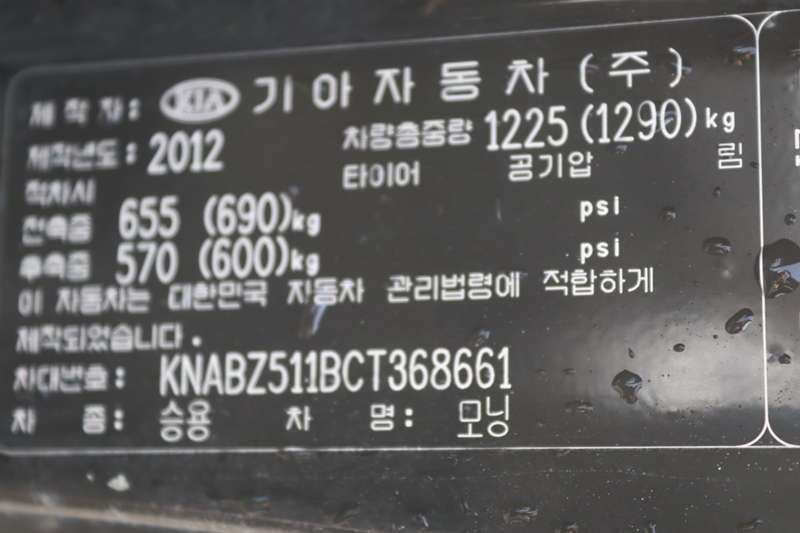 제 작 자: KIA 기 아 자 동 차 (주)
제작년도: 2012 차량총중량 1225 (1290) kg
적차시 타이어 공기압 림
전축중 655 (690) kg psi
후축중 570 (600) kg psi
이 자동차는 대한민국 자동차 관리법령에 적합하게
제작되었습니다.
차대번호: KNABZ511BCT368661
차 종: 승용 차 명: 모닝